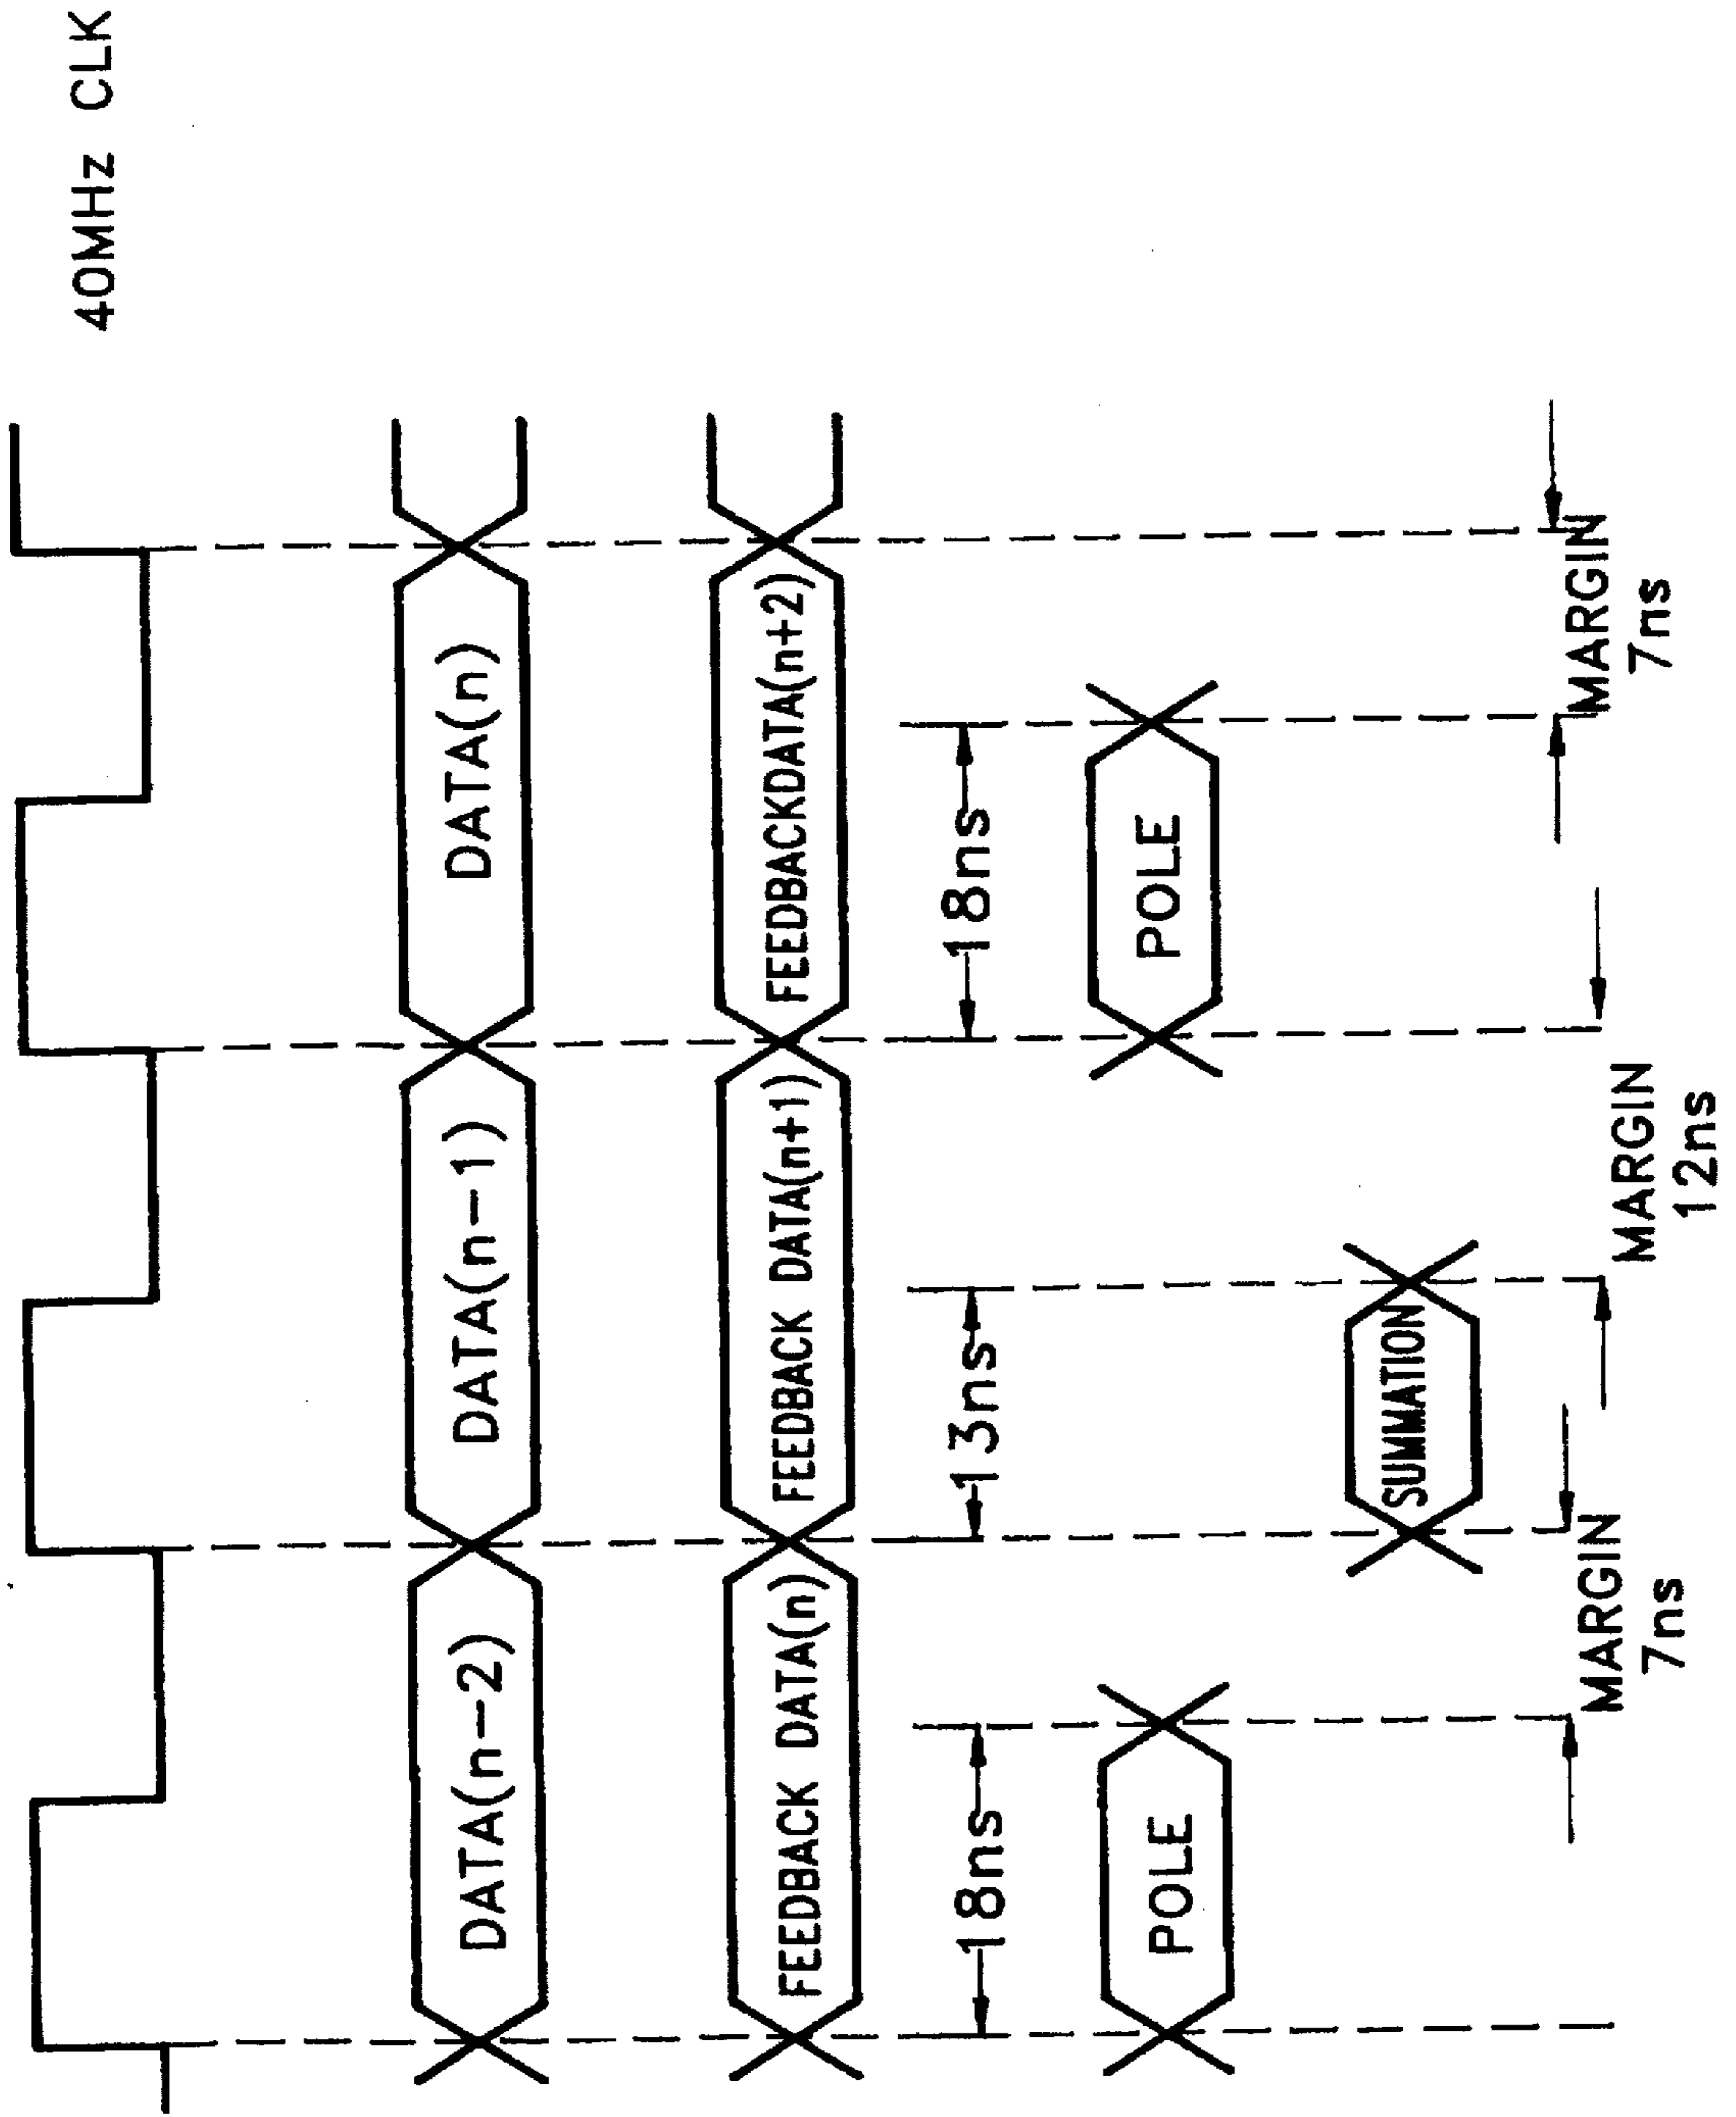 40MHz CLK
DATA(n-2)
DATA(n-1)
DATA(n)
FEEDBACK DATA(n)
FEEDBACK DATA(n+1)
FEEDBACKDATA(n+2)
18ns
13ns
18ns
POLE
POLE
SUMMATION
MARGIN
7ns
MARGIN
12ns
MARGIN
7ns